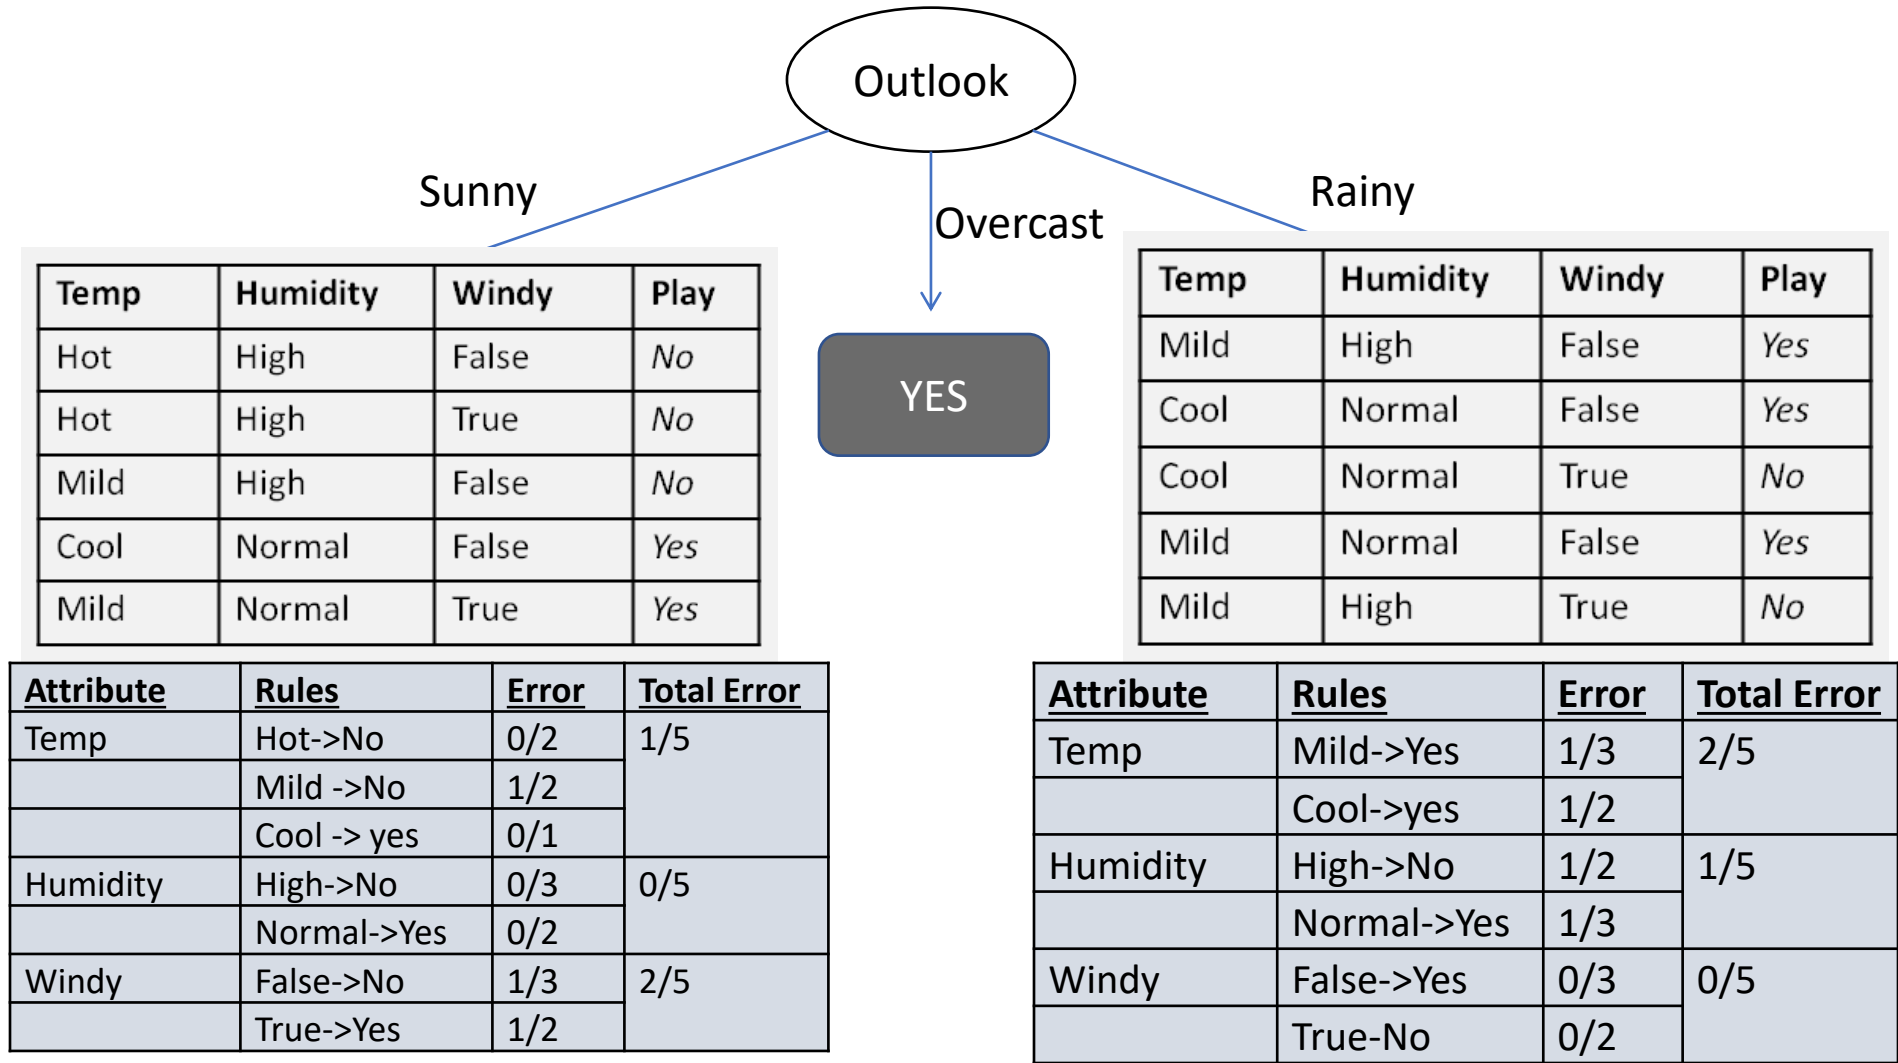 Outlook
Sunny
Overcast
Rainy
YES
Temp Humidity Windy Play
Hot High False No
Hot High True No
Mild High False No
Cool Normal False Yes
Mild Normal True Yes
Temp Humidity Windy Play
Mild High False Yes
Cool Normal False Yes
Cool Normal True No
Mild Normal False Yes
Mild High True No
Attribute Rules Error Total Error
Temp Hot->No 0/2 1/5
Mild ->No 1/2
Cool -> yes 0/1
Humidity High->No 0/3 0/5
Normal->Yes 0/2
Windy False->No 1/3 2/5
True->Yes 1/2
Attribute Rules Error Total Error
Temp Mild->Yes 1/3 2/5
Cool->yes 1/2
Humidity High->No 1/2 1/5
Normal->Yes 1/3
Windy False->Yes 0/3 0/5
True-No 0/2